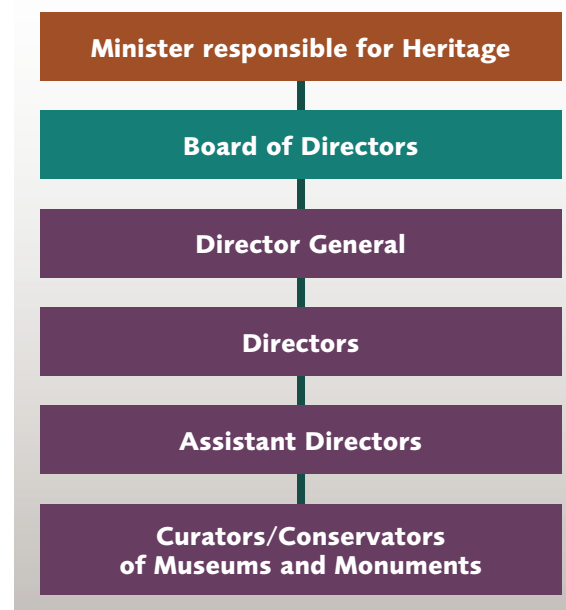 Minister responsible for Heritage
Board of Directors
Director General
Directors
Assistant Directors
Curators/Conservators
of Museums and Monuments